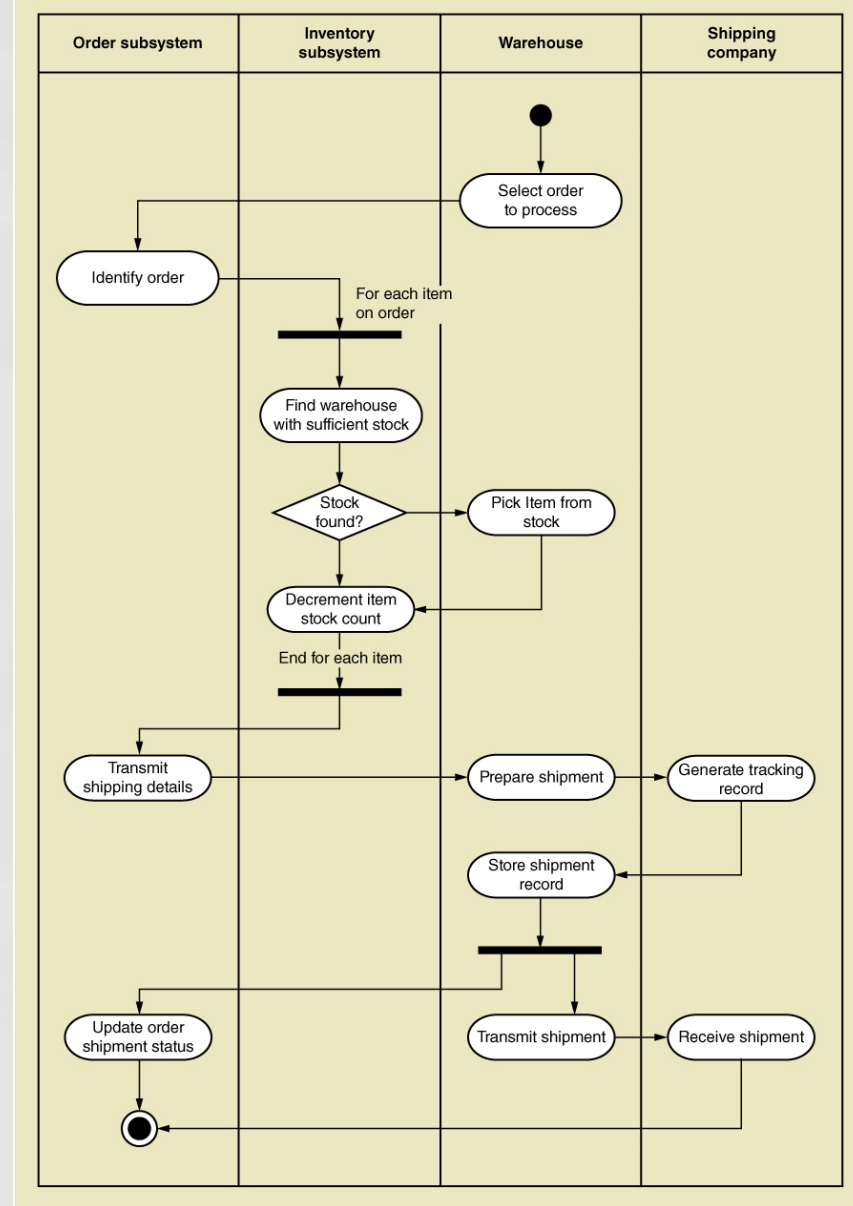 Order subsystem
Inventory
subsystem
Warehouse
Shipping
company
Select order
to process
Identify order
For each item
on order
Find warehouse
with sufficient stock
Stock
found?
Pick Item from
stock
Decrement item
stock count
End for each item
Transmit
shipping details
Prepare shipment
Generate tracking
record
Store shipment
record
Update order
shipment status
Transmit shipment
Receive shipment